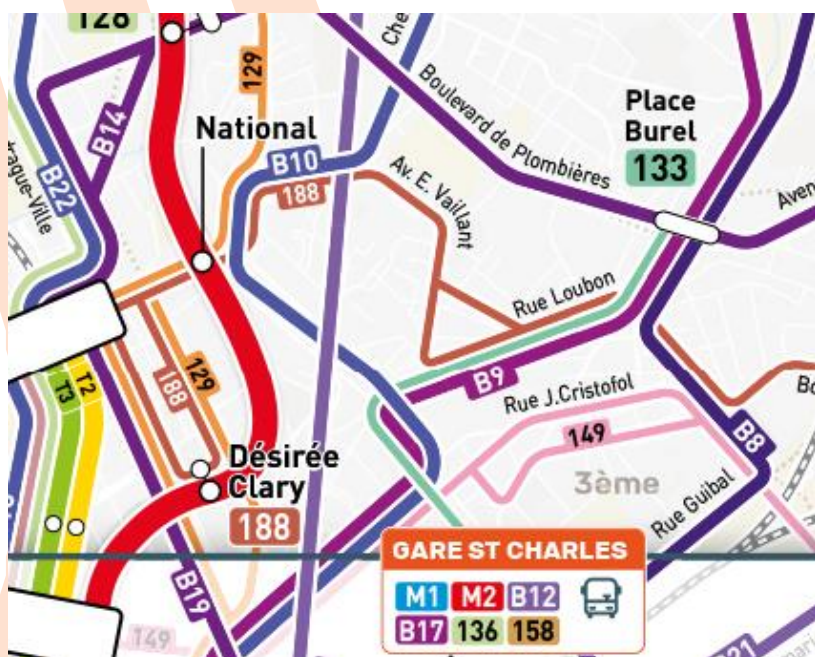 128
129
Che
B14
National
B10
188
Boulevard de Plombières
Place
Burel
133
Av. E. Vaillant
B22
Aven
Rue Loubon
T3
T2
188
129
B9
Rue J.Cristofol
149
B8
3ème
Désirée
Clary
188
Rue Guibal
B19
149
GARE ST CHARLES
M1 M2 B12
B17 136 158